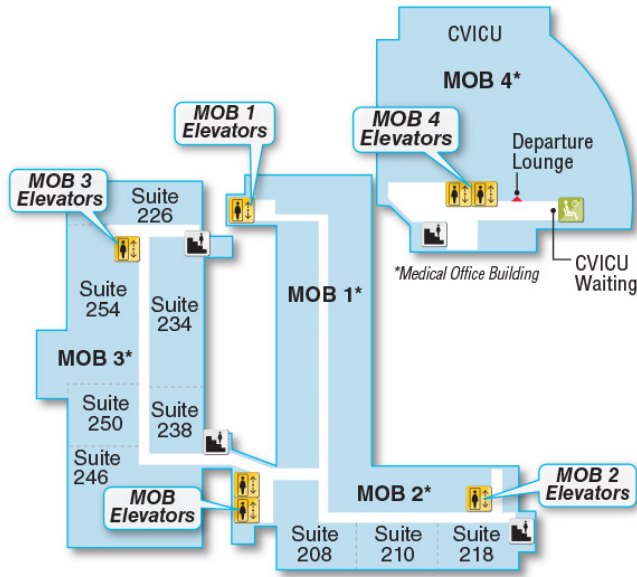 CVICU
MOB 4*
MOB 4
Elevators
Departure
Lounge
CVICU
Waiting
*Medical Office Building
MOB 1
Elevators
MOB 3
Elevators
Suite
226
Suite
254
Suite
234
MOB 1*
MOB 3*
Suite
250
Suite
238
Suite
246
MOB
Elevators
MOB 2*
MOB 2
Elevators
Suite
208
Suite
210
Suite
218